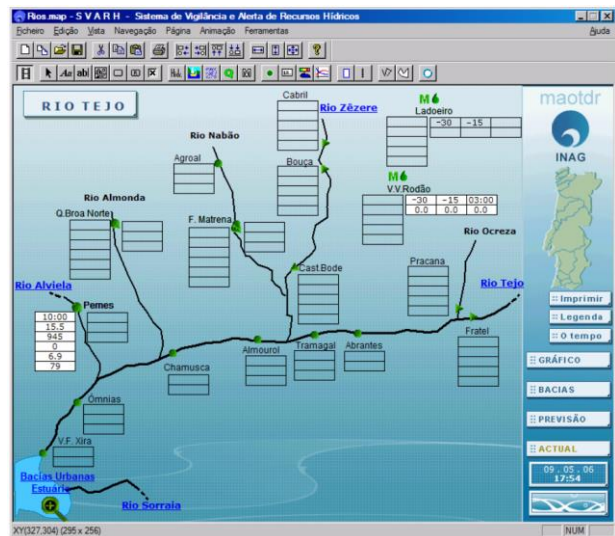 Rios.map - S V A R H - Sistema de Vigilância e Alerta de Recursos Hídricos
Ficheiro Edição Vista Navegação Página Animação Ferramentas Ajuda
RIO TEJO
Cabril
Rio Zêzere
M
Ladoeiro
-30 -15
maotdr
INAG
Rio Nabão
Agroal
Bouça
M
V.V.Rodão
-30 -15 03:00
0.0 0.0 0.0
Rio Almonda
Q.Broa Norte
F. Matrena
Rio Ocreza
Pracana
Cast.Bode
Rio Alviela
Pernes
Rio Tejo
10:00
15.5
945
0
6.9
79
Imprimir
Legenda
O tempo
Almourol
Tramagal
Abrantes
Fratel
Chamusca
GRÁFICO
Ómnias
BACIAS
PREVISÃO
V.F. Xira
ACTUAL
Bacias Urbanas
Estuário
Rio Sorraia
09.05.06
17:54
XY(327,304) (295 x 256)
NUM